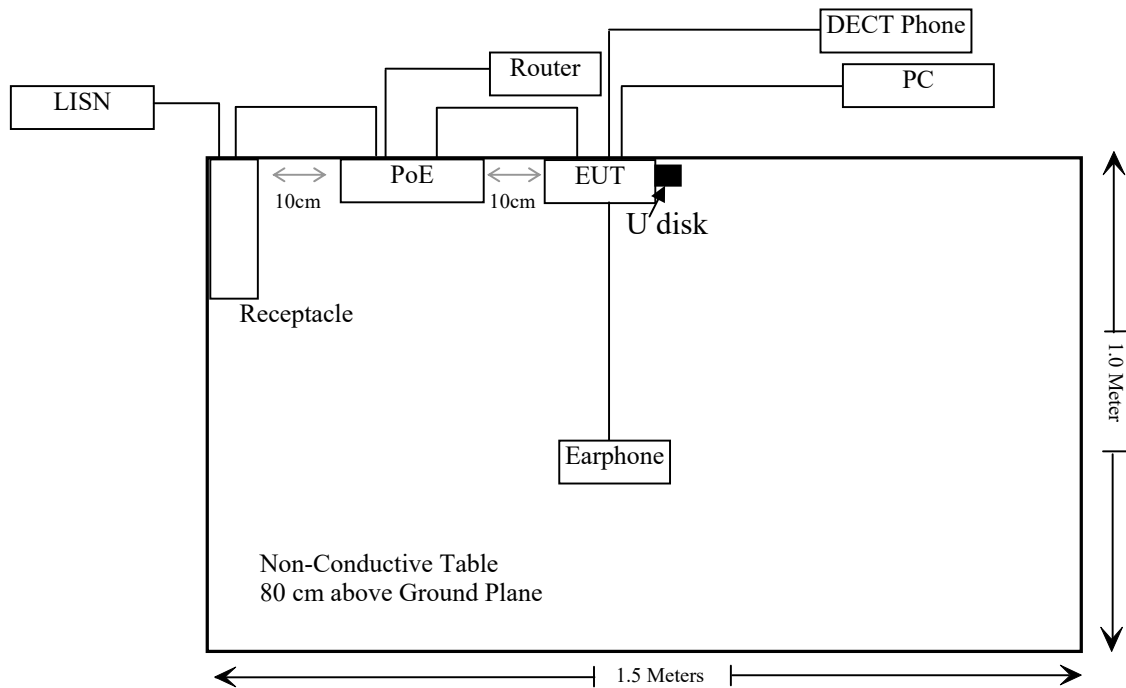 DECT Phone
Router
PC
LISN
PoE
EUT
10cm
10cm
U disk
Receptacle
1.0 Meter
Earphone
Non-Conductive Table
80 cm above Ground Plane
1.5 Meters